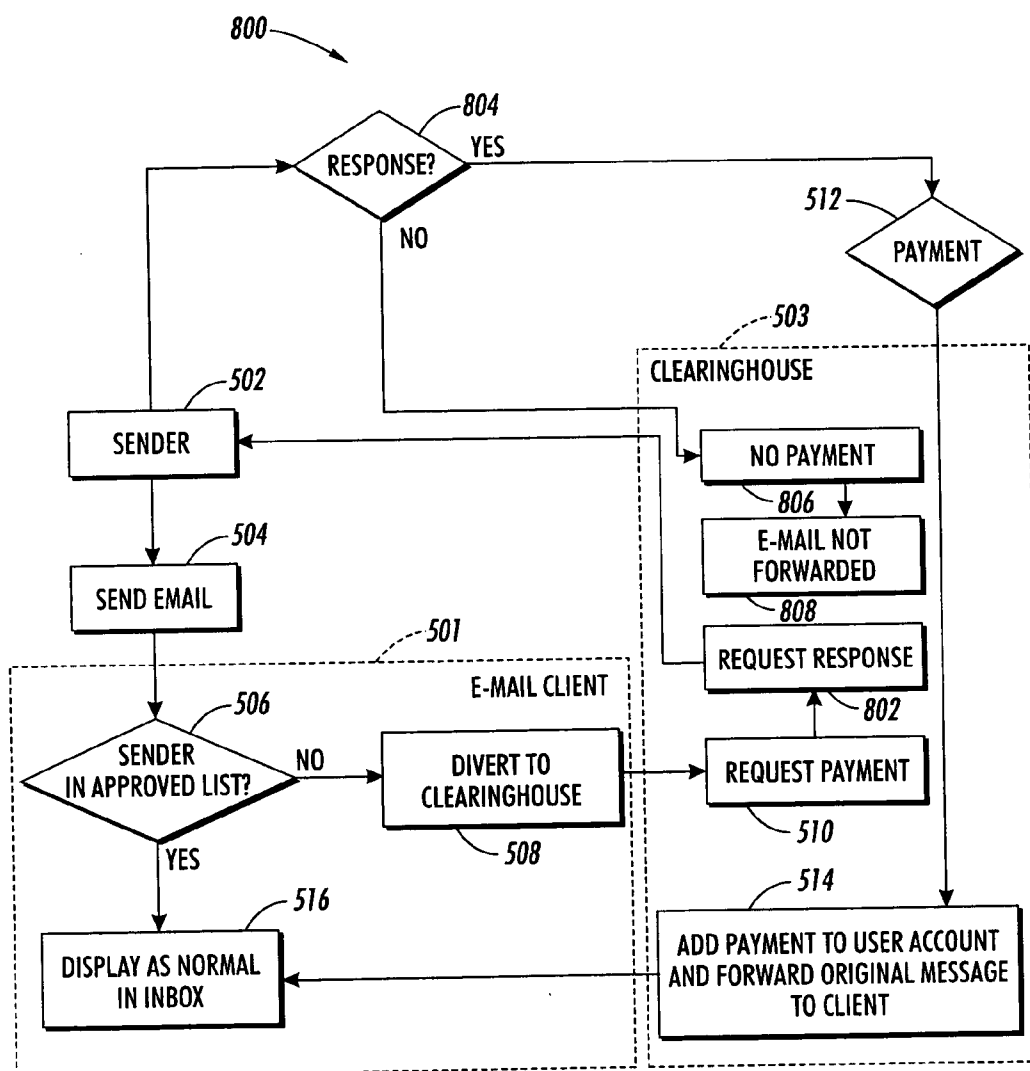 800
804
RESPONSE?
YES
NO
512
PAYMENT
503
CLEARINGHOUSE
502
SENDER
NO PAYMENT
806
E-MAIL NOT
FORWARDED
808
504
SEND EMAIL
REQUEST RESPONSE
802
501
E-MAIL CLIENT
506
SENDER
IN APPROVED LIST?
NO
YES
DIVERT TO
CLEARINGHOUSE
508
REQUEST PAYMENT
510
516
DISPLAY AS NORMAL
IN INBOX
514
ADD PAYMENT TO USER ACCOUNT
AND FORWARD ORIGINAL MESSAGE
TO CLIENT